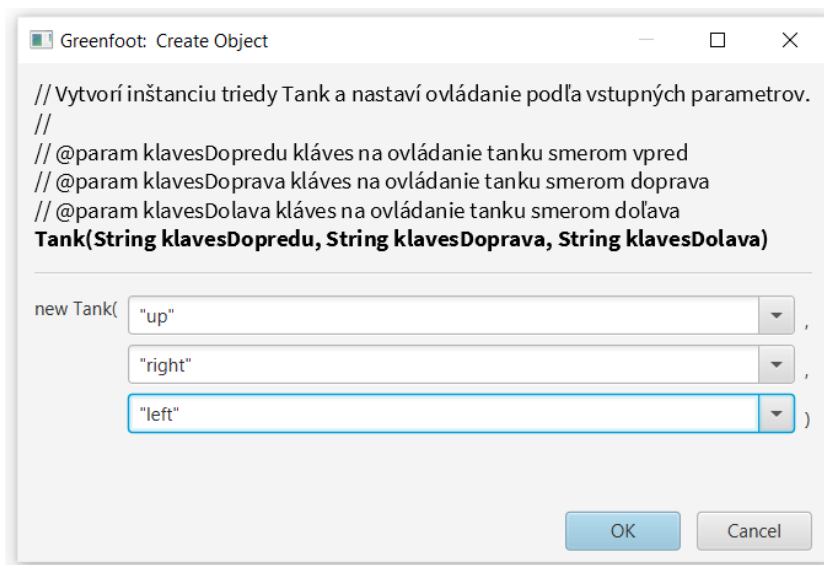 Greenfoot: Create Object
// Vytvorí inštanciu triedy Tank a nastaví ovládanie podľa vstupných parametrov.
//
// @param klavesDopredu kláves na ovládanie tanku smerom vpred
// @param klavesDoprava kláves na ovládanie tanku smerom doprava
// @param klavesDolava kláves na ovládanie tanku smerom doľava
Tank(String klavesDopredu, String klavesDoprava, String klavesDolava)
new Tank( "up" ,
"right" ,
"left" )
OK Cancel